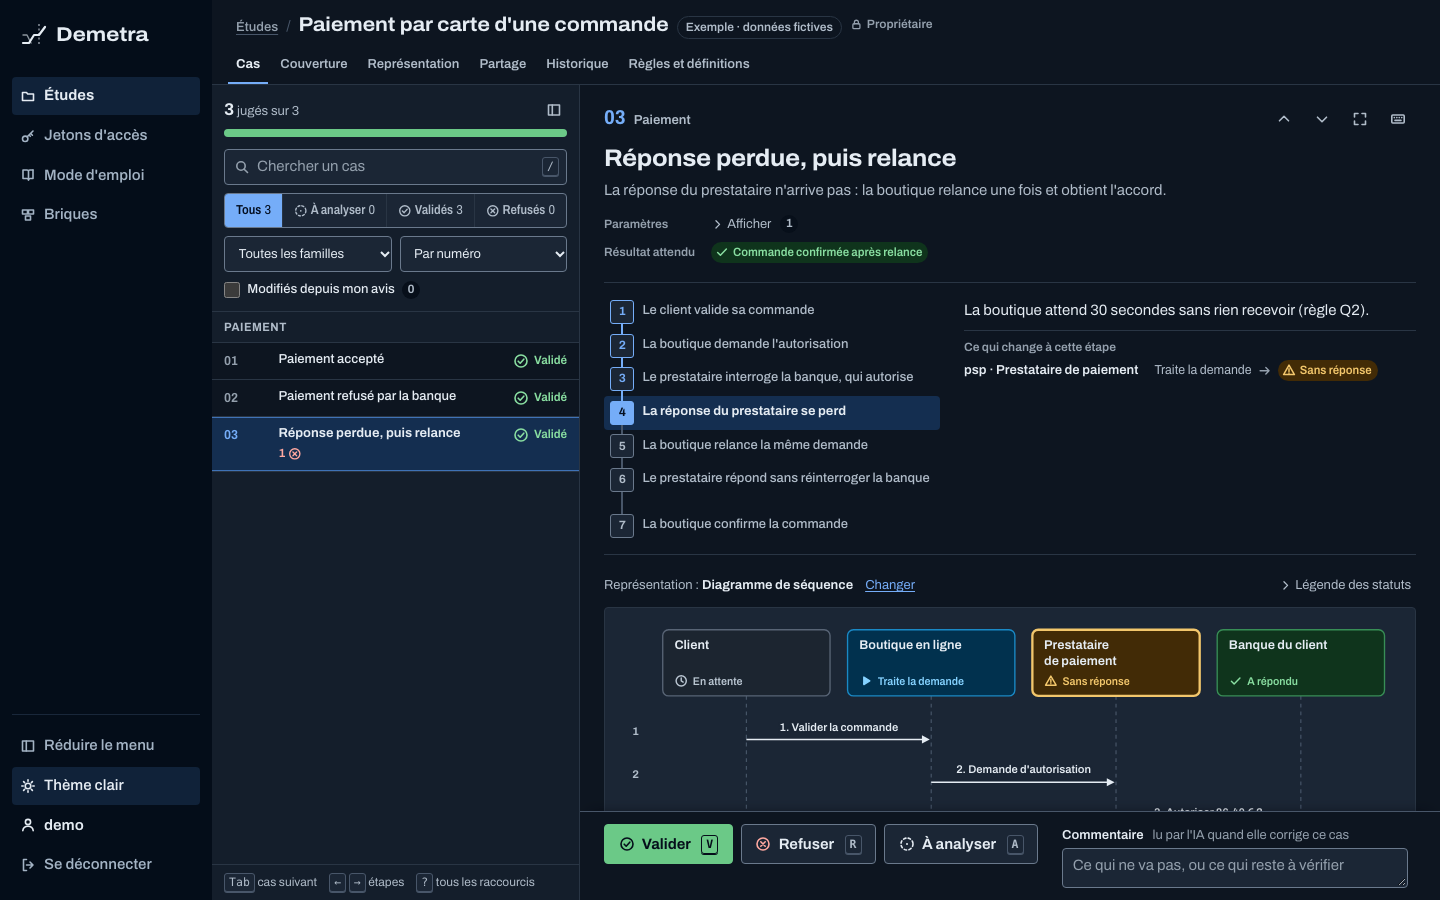 Demetra
Études
Jetons d'accès
Mode d'emploi
Briques
Réduire le menu
Thème clair
demo
Se déconnecter
Études / Paiement par carte d'une commande Exemple · données fictives Propriétaire
Cas Couverture Représentation Partage Historique Règles et définitions
3 jugés sur 3
Chercher un cas /
Tous 3 À analyser 0 Validés 3 Refusés 0
Toutes les familles Par numéro
Modifiés depuis mon avis 0
PAIEMENT
01 Paiement accepté Validé
02 Paiement refusé par la banque Validé
03 Réponse perdue, puis relance Validé
1
Tab cas suivant ← → étapes ? tous les raccourcis
03 Paiement
Réponse perdue, puis relance
La réponse du prestataire n'arrive pas : la boutique relance une fois et obtient l'accord.
Paramètres Afficher 1
Résultat attendu Commande confirmée après relance
1 Le client valide sa commande
2 La boutique demande l'autorisation
3 Le prestataire interroge la banque, qui autorise
4 La réponse du prestataire se perd
5 La boutique relance la même demande
6 Le prestataire répond sans réinterroger la banque
7 La boutique confirme la commande
La boutique attend 30 secondes sans rien recevoir (règle Q2).
Ce qui change à cette étape
psp · Prestataire de paiement Traite la demande → Sans réponse
Représentation : Diagramme de séquence Changer Légende des statuts
Client
En attente
Boutique en ligne
Traite la demande
Prestataire
de paiement
Sans réponse
Banque du client
A répondu
1 1. Valider la commande
2 2. Demande d'autorisation
Valider V Refuser R À analyser A
Commentaire lu par l'IA quand elle corrige ce cas
Ce qui ne va pas, ou ce qui reste à vérifier